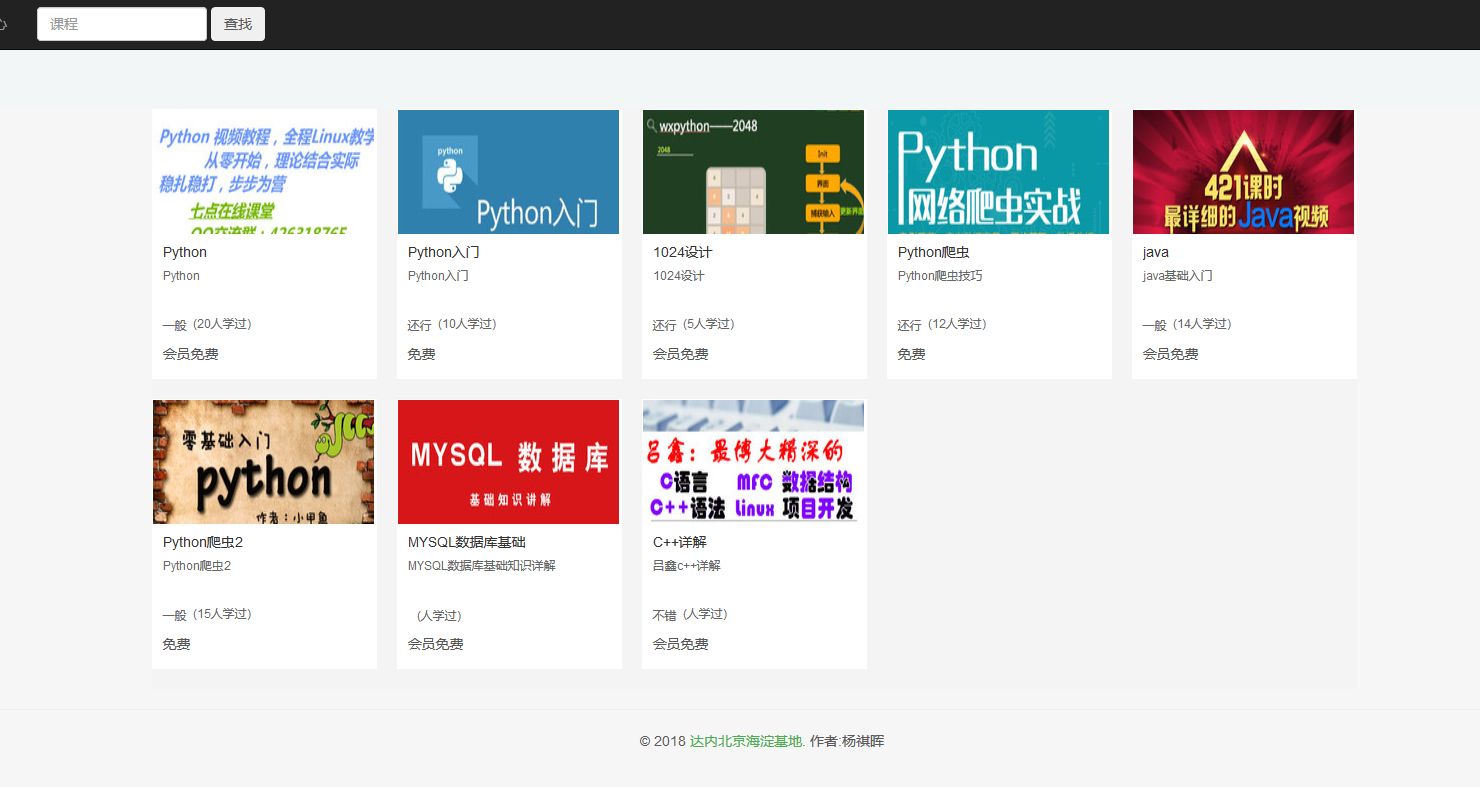 课程 查找
Python 视频教程，全程Linux教学
从零开始，理论结合实际
稳扎稳打，步步为营
七点在线课堂
QQ交流群：426318765
Python
Python
一般（20人学过）
会员免费
python
Python入门
Python入门
Python入门
还行（10人学过）
免费
wxpython——2048
2048
Init
界面
捕获输入
更新界面
1024设计
1024设计
还行（5人学过）
会员免费
Python
网络爬虫实战
Python爬虫
Python爬虫技巧
还行（12人学过）
免费
421课时
最详细的Java视频
java
java基础入门
一般（14人学过）
会员免费
零基础入门
python
作者：小甲鱼
Python爬虫2
Python爬虫2
一般（15人学过）
免费
MYSQL 数据库
基础知识讲解
MYSQL数据库基础
MYSQL数据库基础知识详解
（人学过）
会员免费
吕鑫：最博大精深的
C语言 MFC 数据结构
C++语法 Linux 项目开发
C++详解
吕鑫c++详解
不错（人学过）
会员免费
© 2018 达内北京海淀基地. 作者:杨祺晖